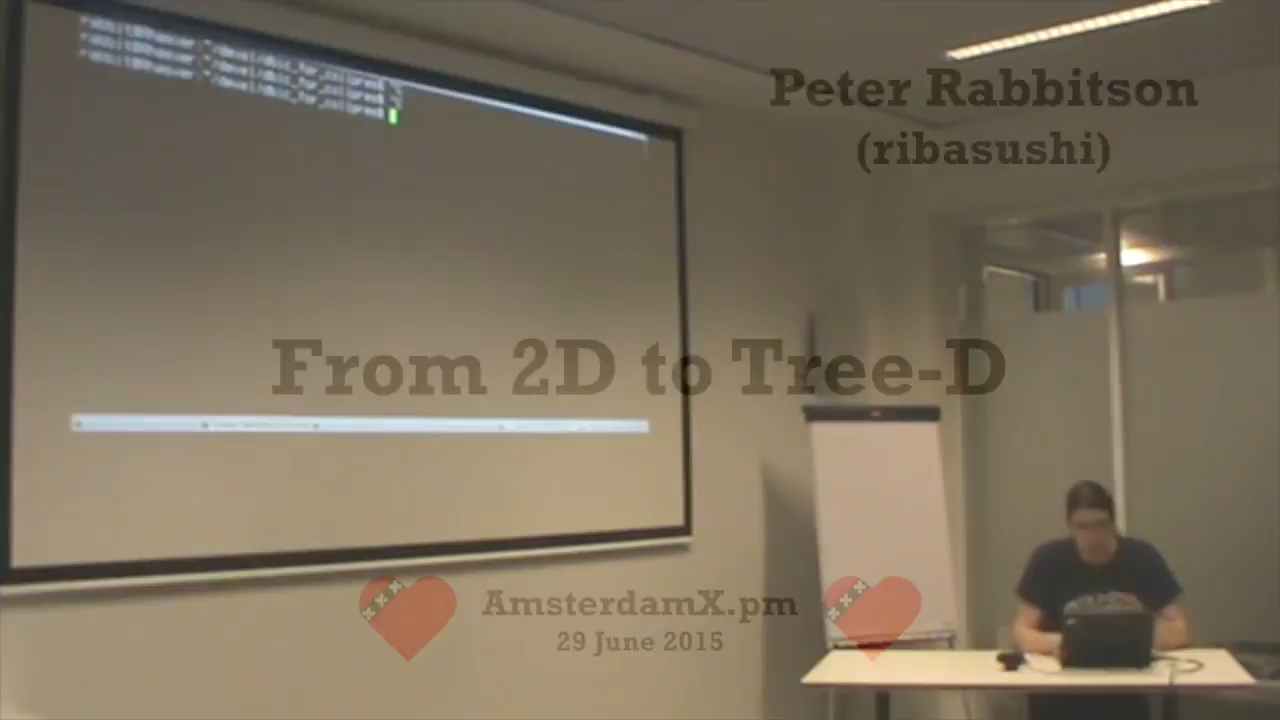 Peter Rabbitson
(ribasushi)
From 2D to Tree-D
AmsterdamX.pm
29 June 2015